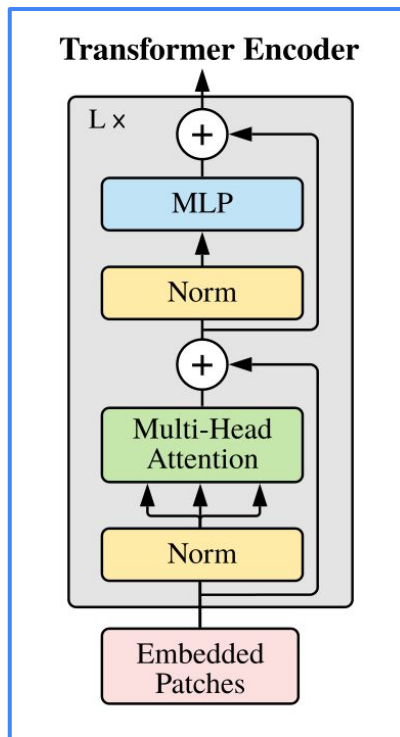 Transformer Encoder
L ×
+
MLP
Norm
+
Multi-Head
Attention
Norm
Embedded
Patches